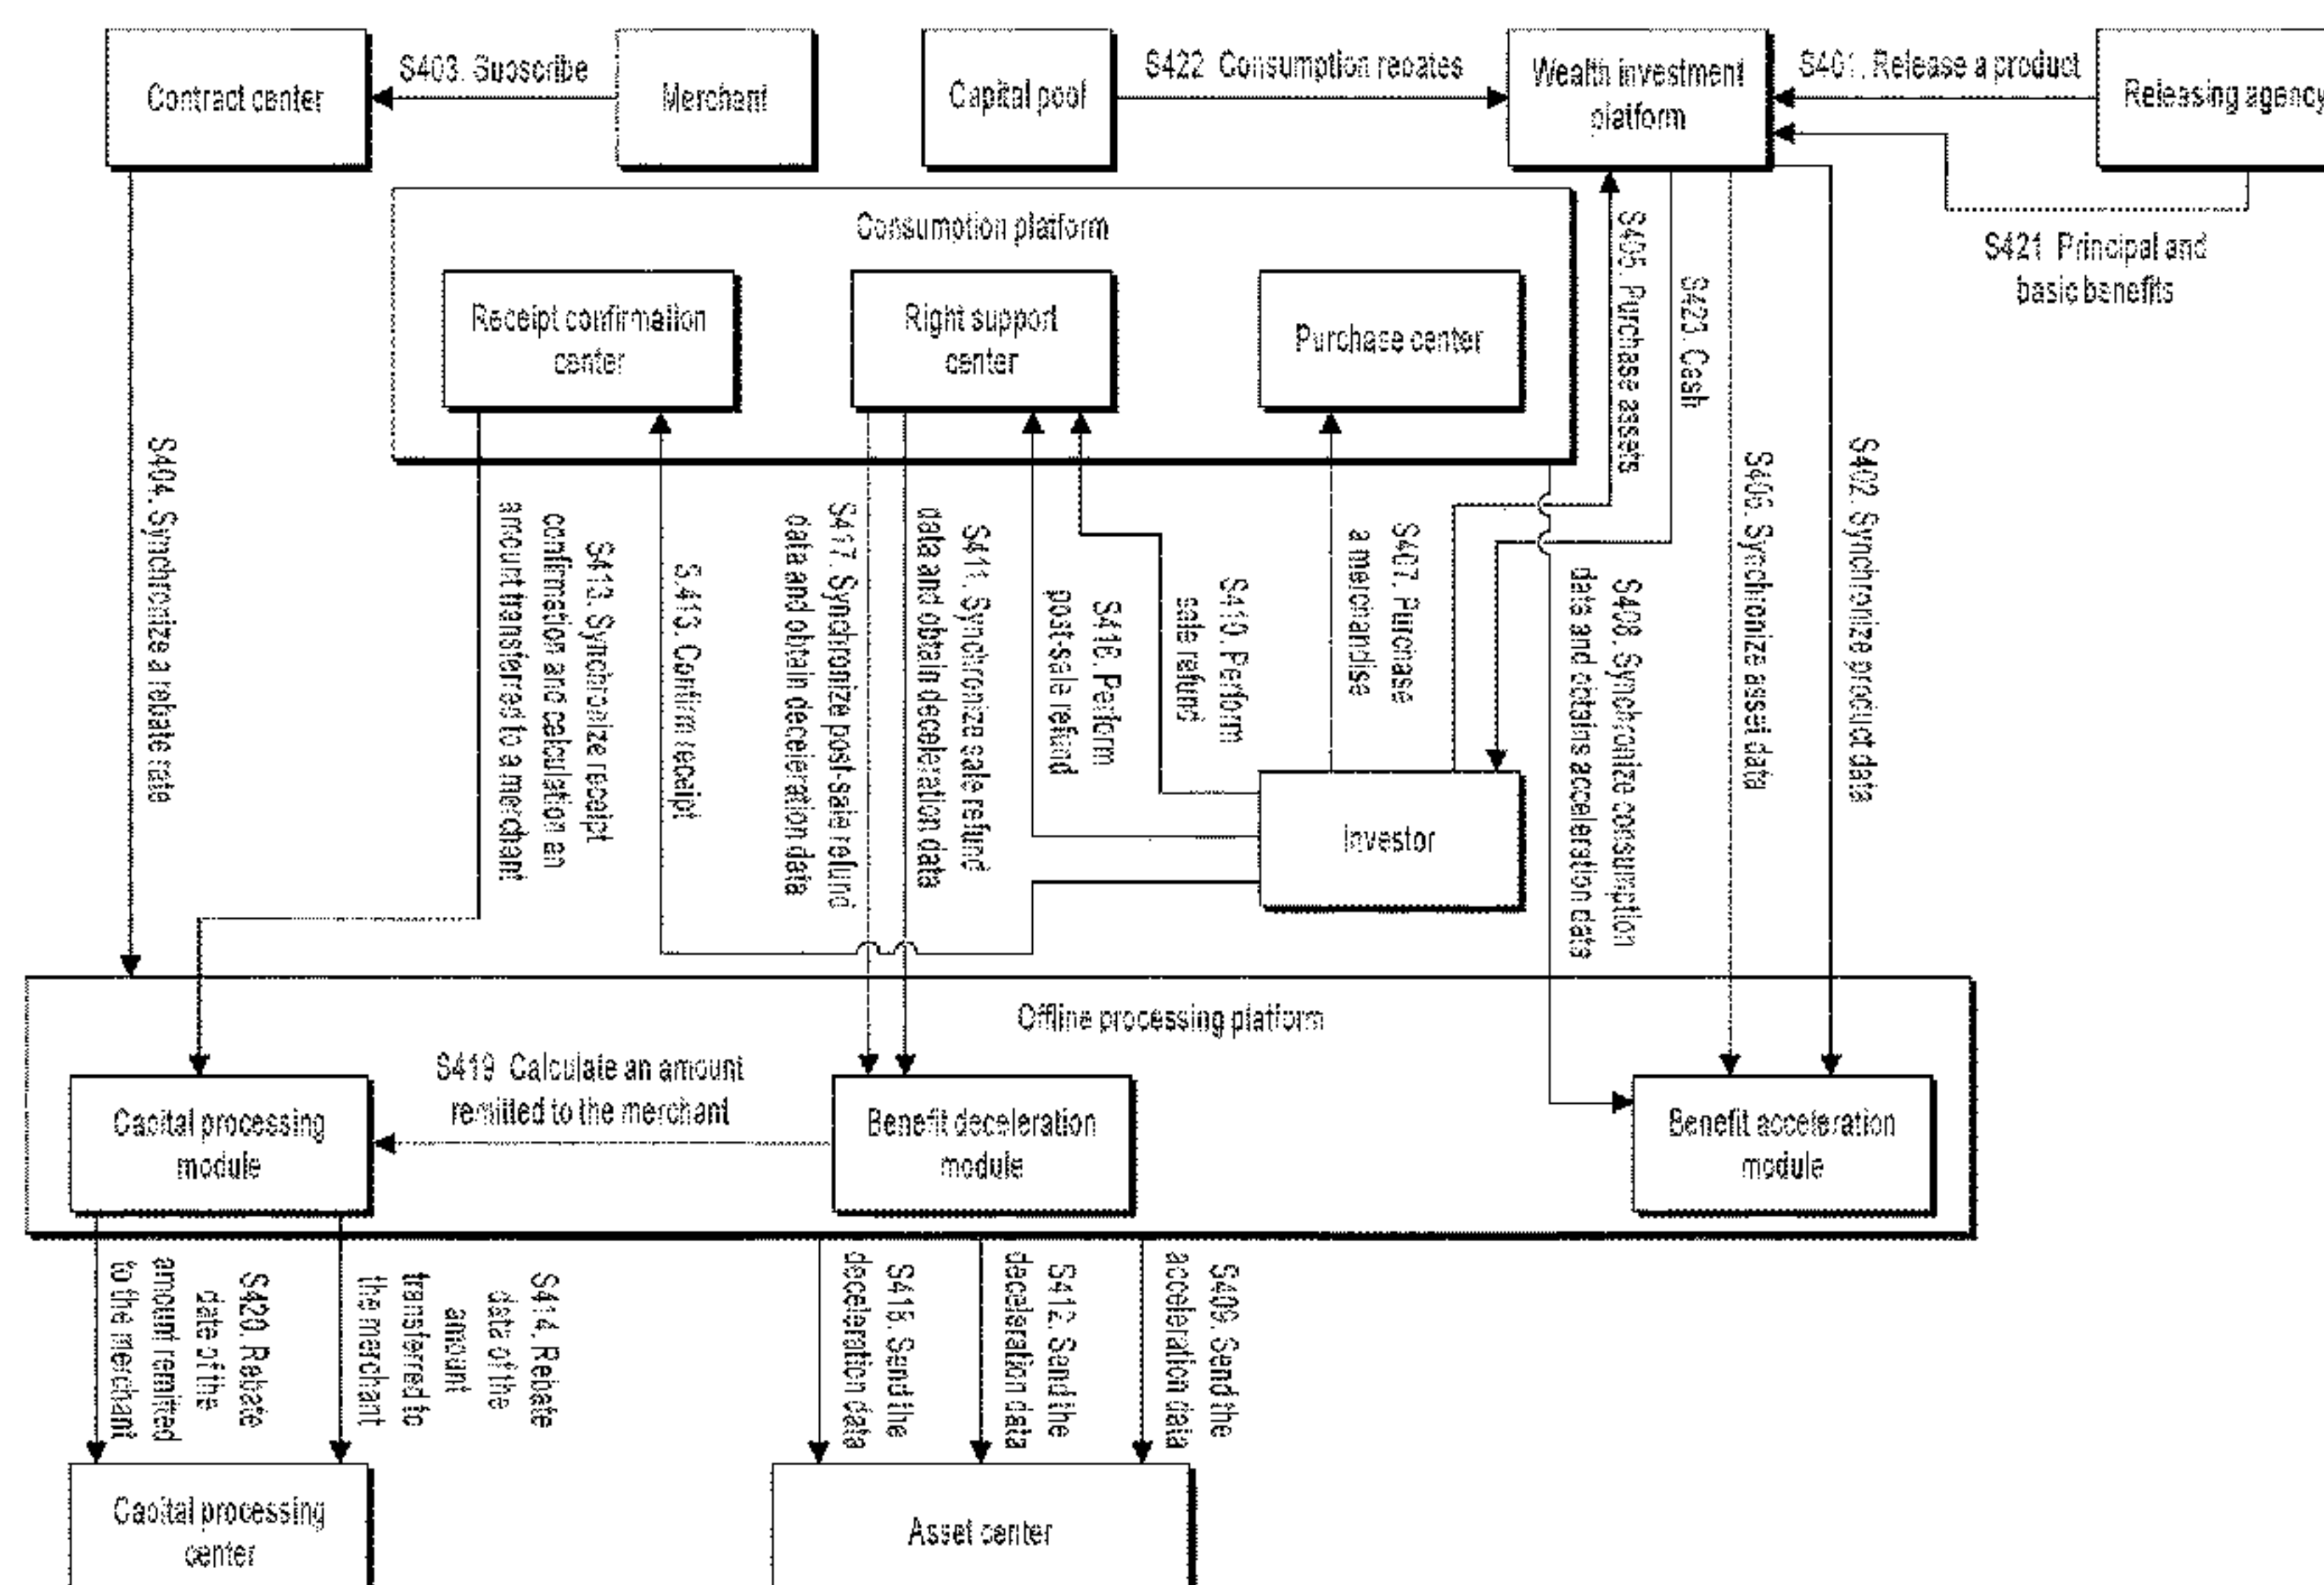 Contract center
S403. Subscribe
Merchant
Capital pool
S422 Consumption rebates
Wealth investment
platform
S401. Release a product
Releasing agency
S421 Principal and
basic benefits
Consumption platform
Receipt confirmation
center
Right support
center
Purchase center
S405. Purchase assets
S423. Cash
S404. Synchronize a rebate rate
S413. Synchronize receipt
confirmation and calculation an
amount transferred to a merchant
S413. Confirm receipt
S417. Synchronize post-sale refund
data and obtain deceleration data
S411. Synchronize sale refund
data and obtain deceleration data
S416. Perform
post-sale refund
S410. Perform
sale refund
S407. Purchase
a merchandise
S408. Synchronize consumption
data and obtains acceleration data
S406. Synchronize asset data
S402. Synchronize product data
Investor
Offline processing platform
Capital processing
module
S419 Calculate an amount
remitted to the merchant
Benefit deceleration
module
Benefit acceleration
module
S420. Rebate
date of the
amount remitted
to the merchant
S414. Rebate
data of the
amount
transferred to
the merchant
S418. Send the
deceleration data
S412. Send the
deceleration data
S409. Send the
acceleration data
Capital processing
center
Asset center